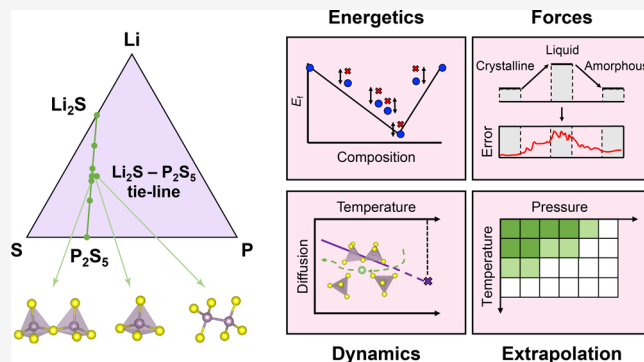 Li
Li₂S
Li₂S – P₂S₅
tie-line
S
P₂S₅
P
Energetics
Ef
Composition
Forces
Liquid
Crystalline
Amorphous
Error
Temperature
Diffusion
Dynamics
Pressure
Temperature
Extrapolation